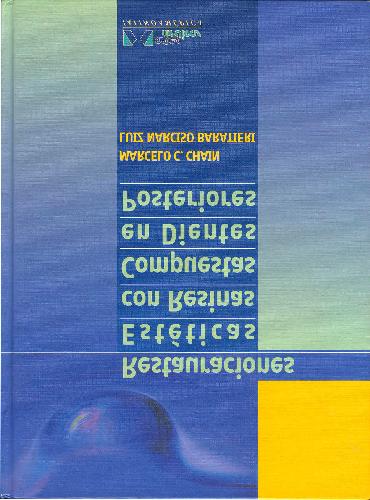 Restauraciones
Estéticas
con Resinas
Compuestas
en Dientes
Posteriores
MARCELO C. CHAIN
LUIZ NARCISO BARATIERI